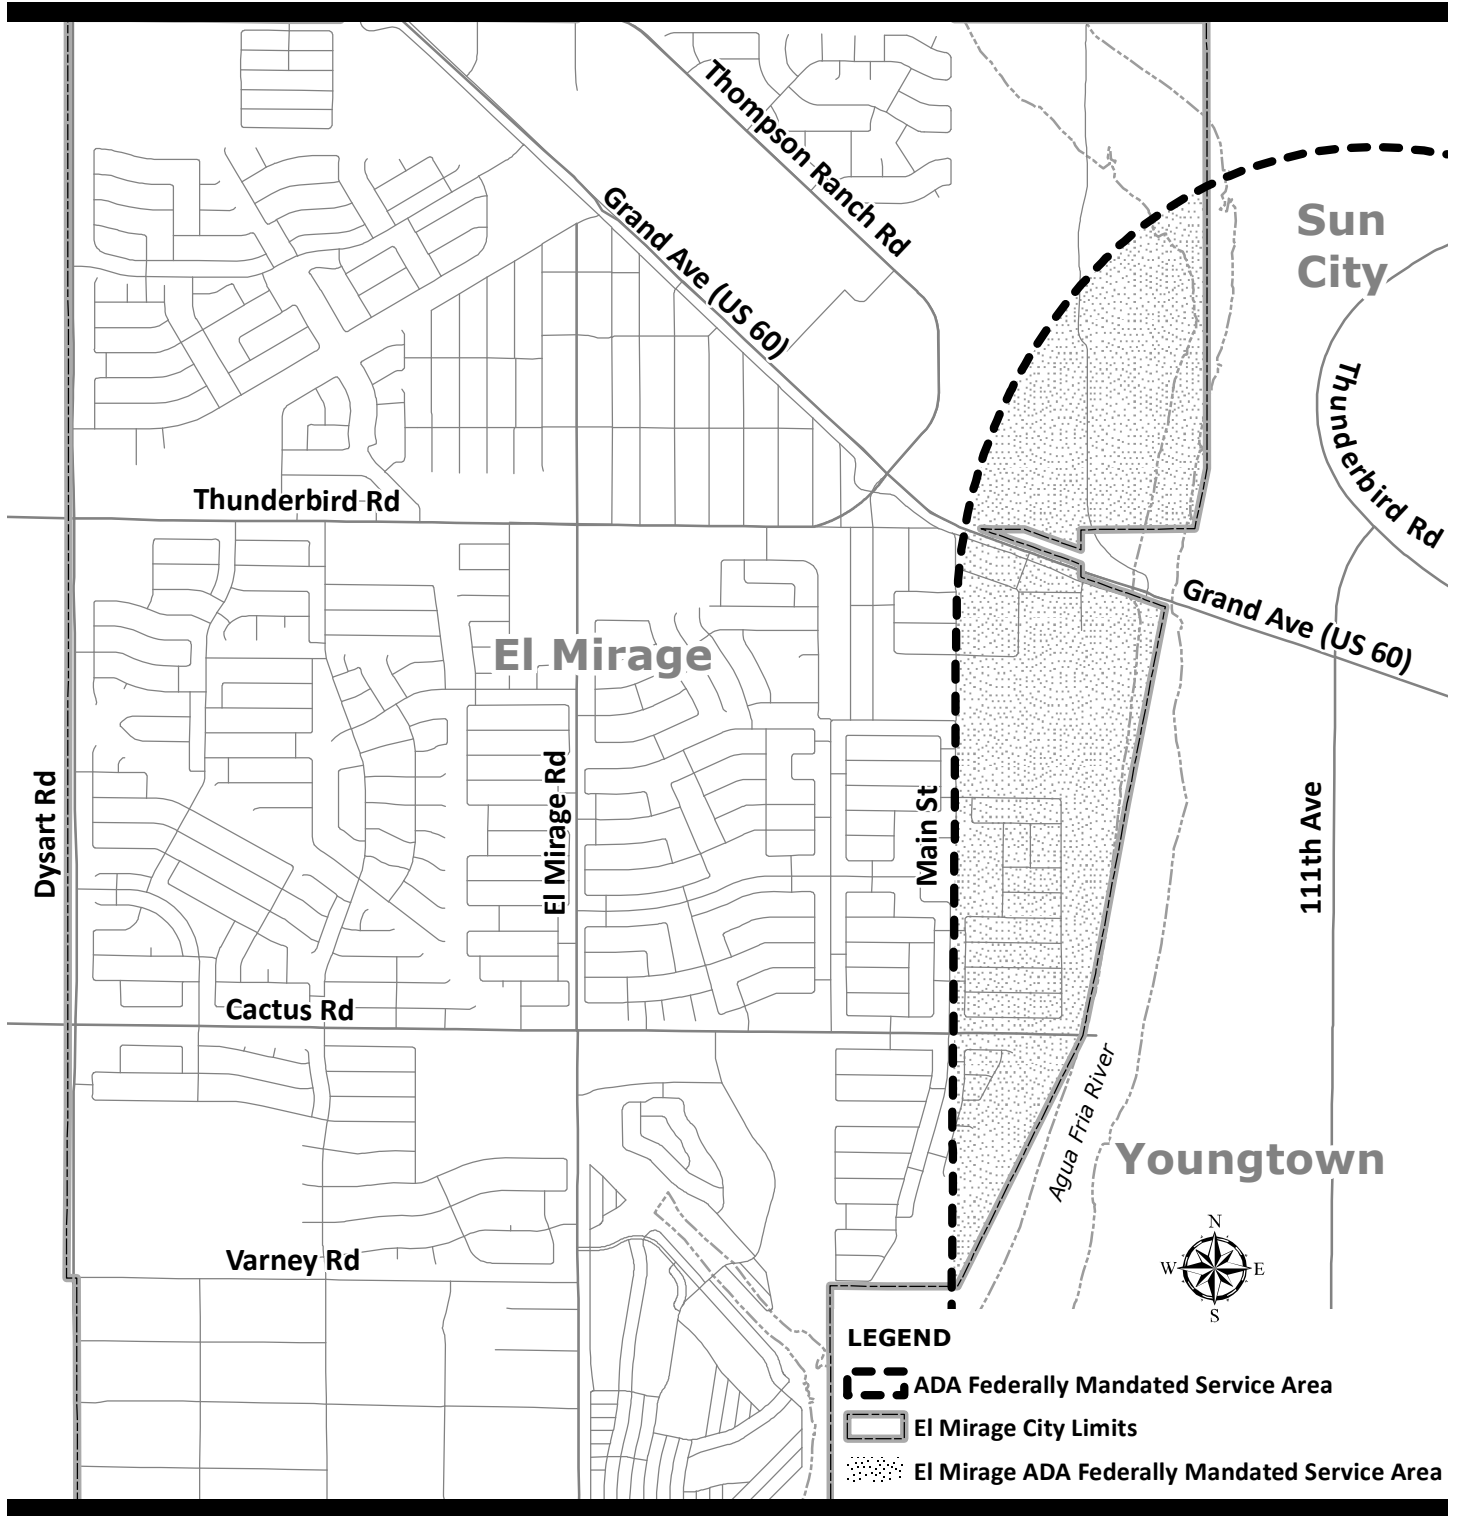 Thompson Ranch Rd
Grand Ave (US 60)
Sun
City
Thunderbird Rd
Thunderbird Rd
Grand Ave (US 60)
El Mirage
Dysart Rd
El Mirage Rd
Main St
111th Ave
Cactus Rd
Agua Fria River
Youngtown
Varney Rd
N
W
E
S
LEGEND
ADA Federally Mandated Service Area
El Mirage City Limits
El Mirage ADA Federally Mandated Service Area